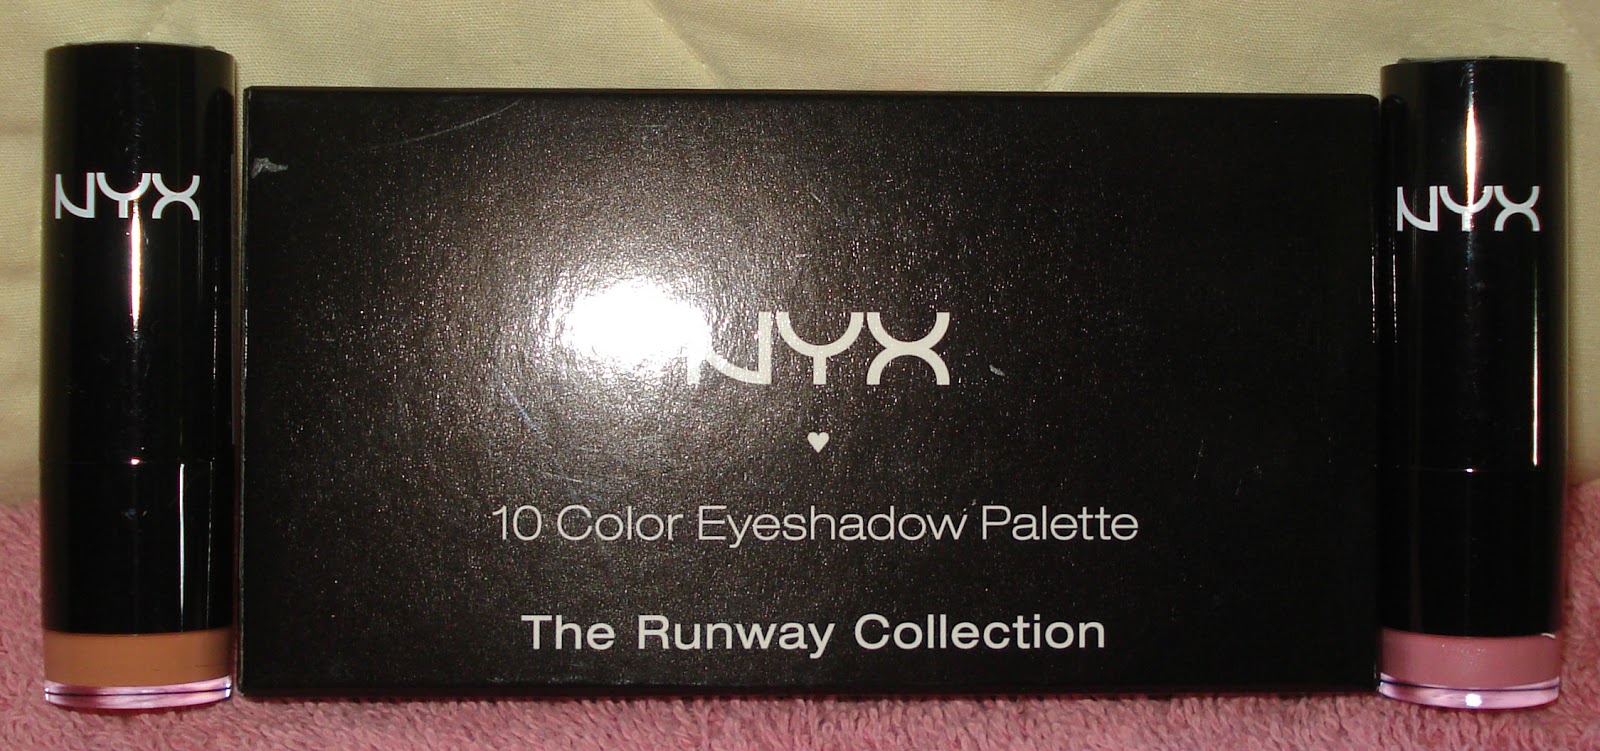 NYX
NYX
10 Color Eyeshadow Palette
The Runway Collection
NYX